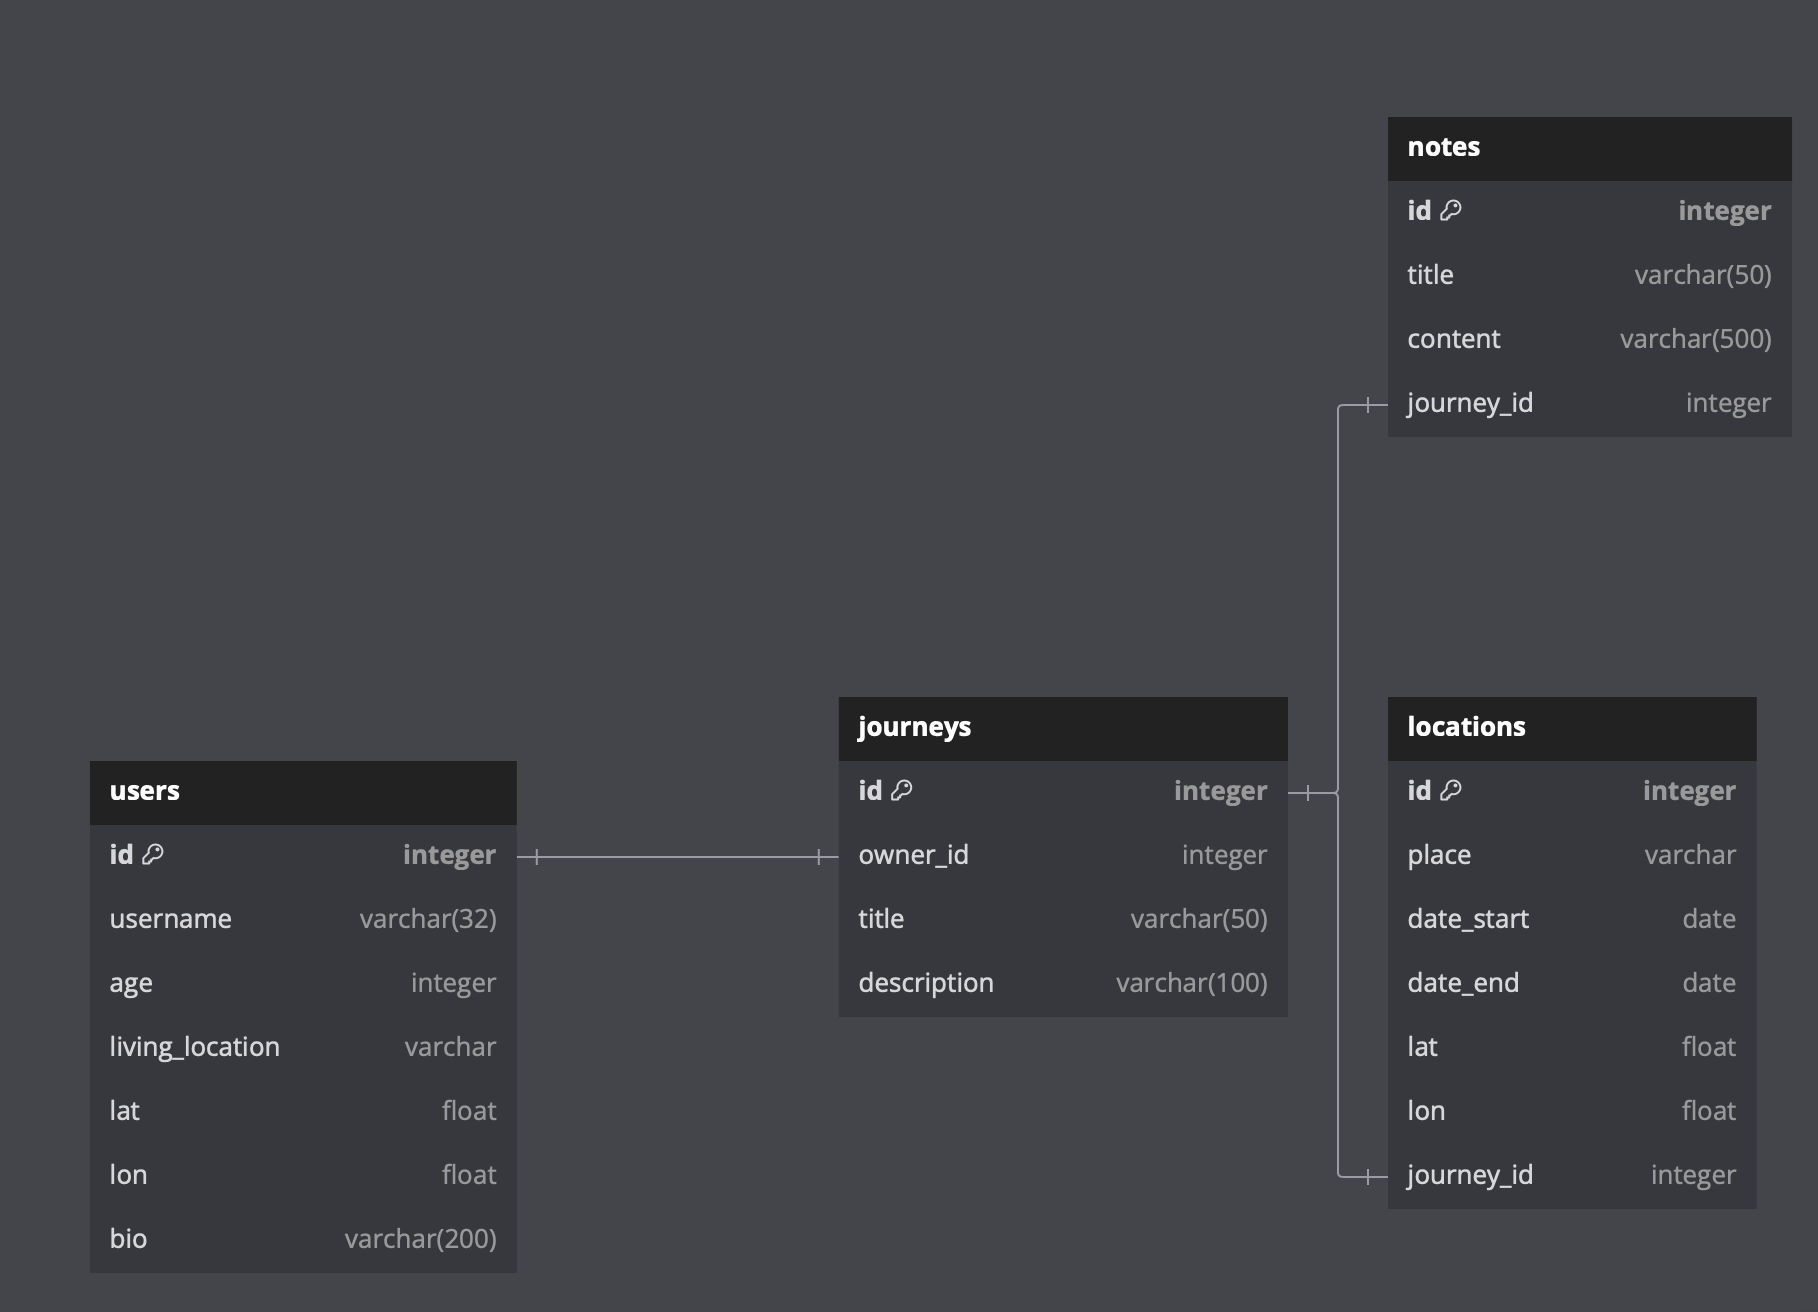 notes
id integer
title varchar(50)
content varchar(500)
journey_id integer
users
id integer
username varchar(32)
age integer
living_location varchar
lat float
lon float
bio varchar(200)
journeys
id integer
owner_id integer
title varchar(50)
description varchar(100)
locations
id integer
place varchar
date_start date
date_end date
lat float
lon float
journey_id integer